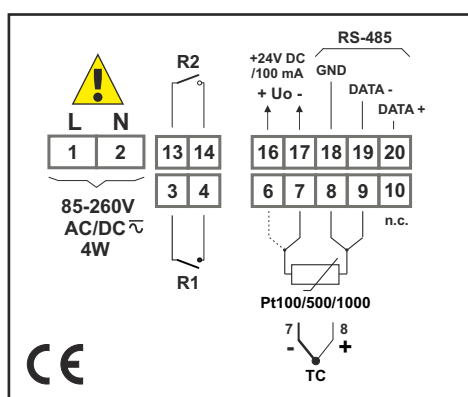 RS-485
+24V DC
/100 mA
GND
R2
+ Uo -
DATA -
DATA +
L N
1 2 13 14 16 17 18 19 20
3 4 6 7 8 9 10
n.c.
85-260V
AC/DC
4W
R1
Pt100/500/1000
7 8
- +
TC
CE